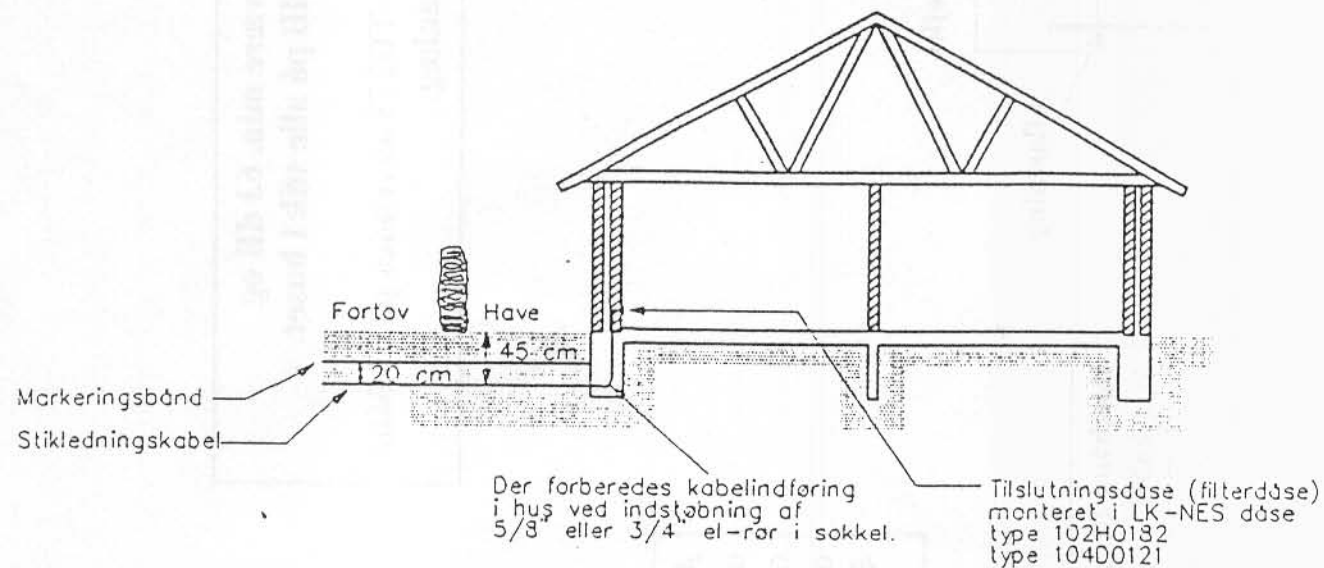 Fortov
Have
45 cm
20 cm
Markeringsbånd
Stikledningskabel
Der forberedes kabelindføring
i hus ved indstøbning af
5/8" eller 3/4" el-rør i sokkel.
Tilslutningsdåse (filterdåse)
monteret i LK-NES dåse
type 102H0182
type 104D0121